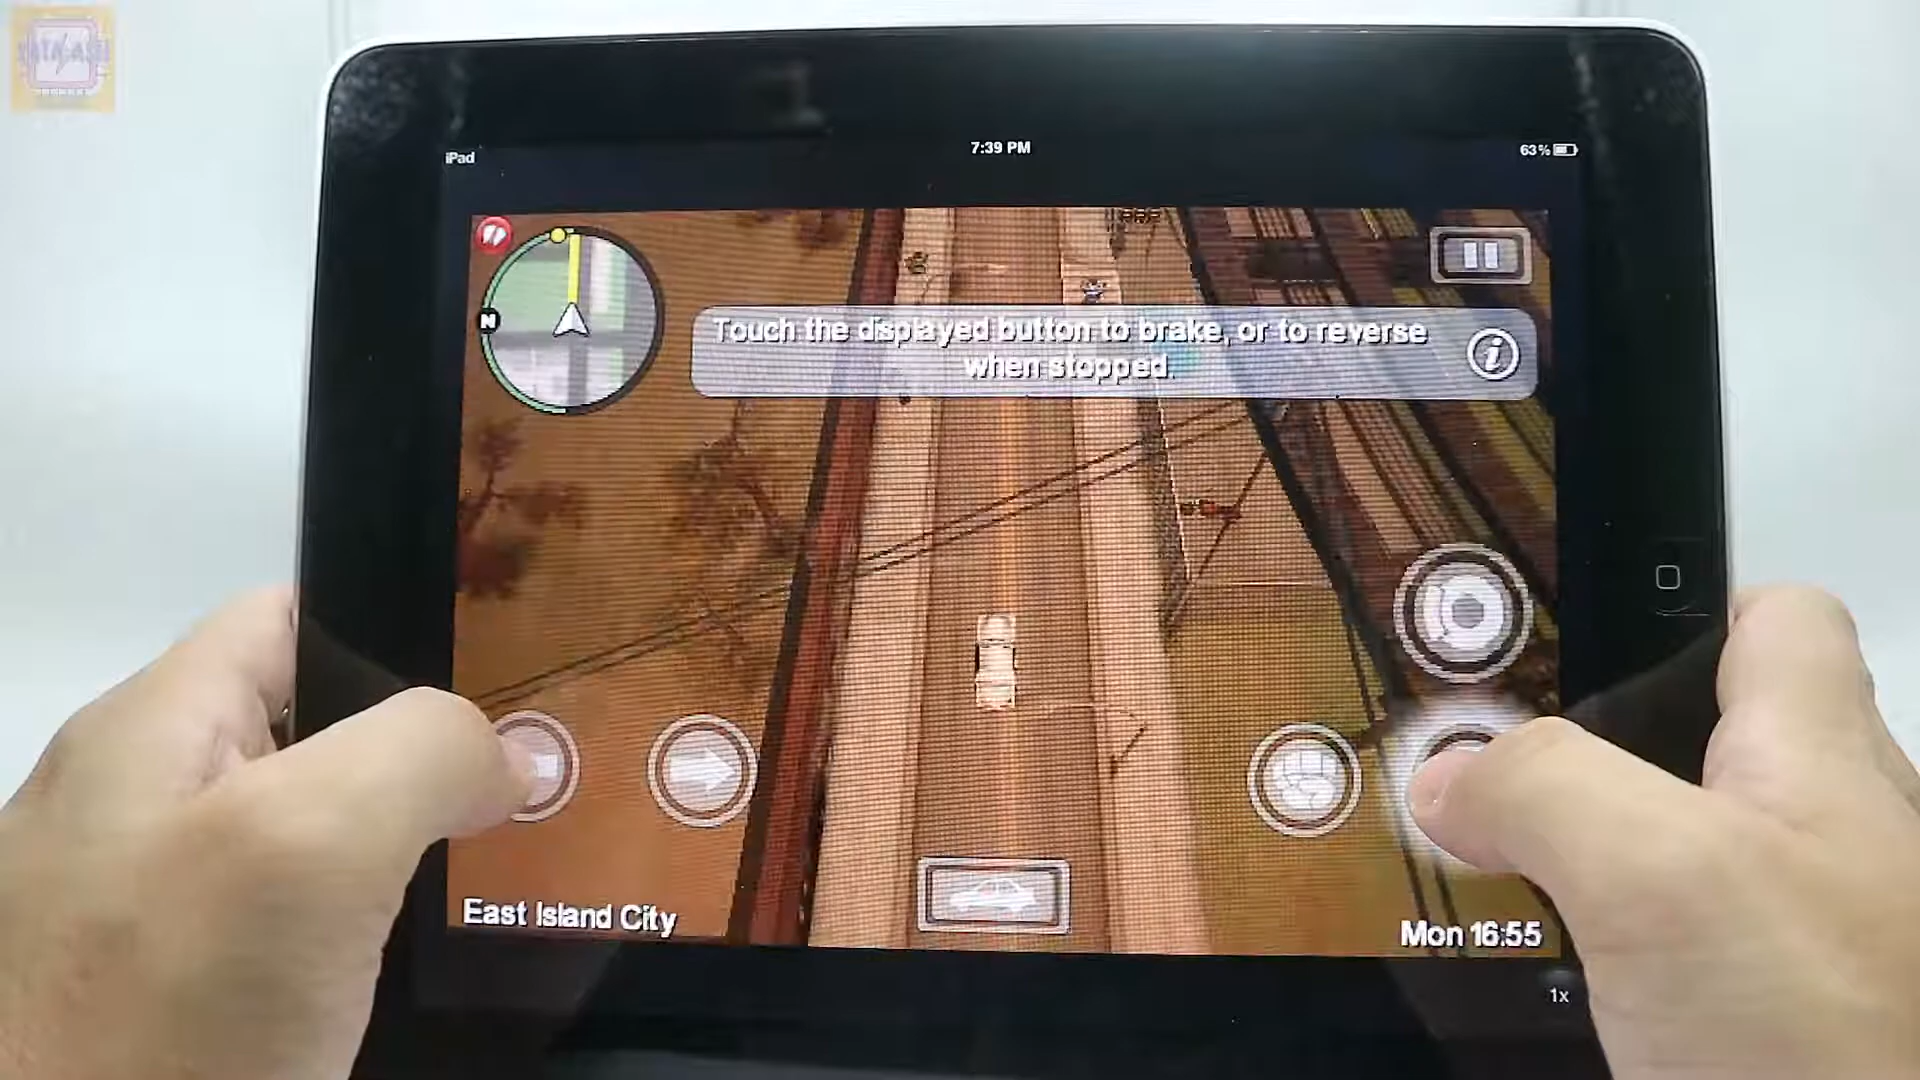 iPad
7:39 PM
63%
N
Touch the displayed button to brake, or to reverse
when stopped.
i
East Island City
Mon 16:55
1x